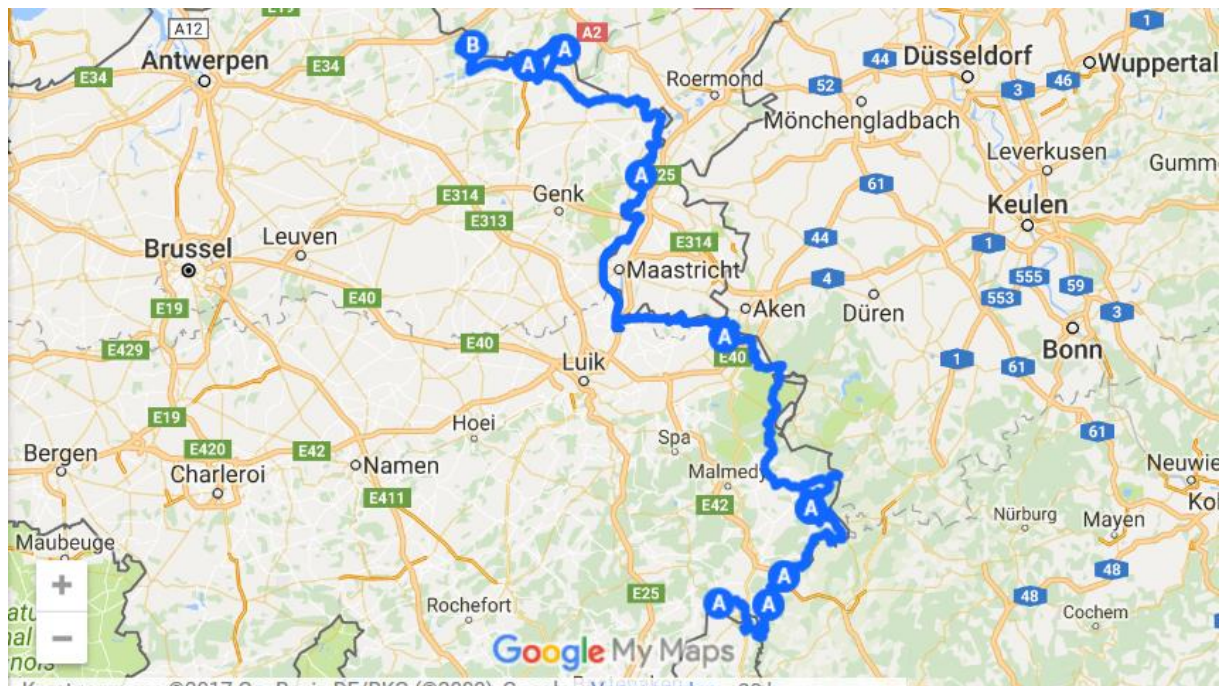 E19
A12
Antwerpen
E34
E34
B
A
A
A2
Roermond
44
Düsseldorf
1
Wuppertal
52
3
46
Mönchengladbach
Leverkusen
Gumm
A
E25
E314
Genk
E313
61
Keulen
Brussel
Leuven
E314
44
1
Maastricht
4
555
E19
E40
Aken
Düren
553
59
3
E429
E40
Luik
A
E40
1
61
Bonn
E19
Hoei
Spa
61
Bergen
E420
E42
Namen
Malmedy
Neuwie
Charleroi
E411
E42
A
Nürburg
Mayen
Ko
Maubeuge
+
A
48
E25
A
A
48
Rochefort
Cochem
−
Google My Maps